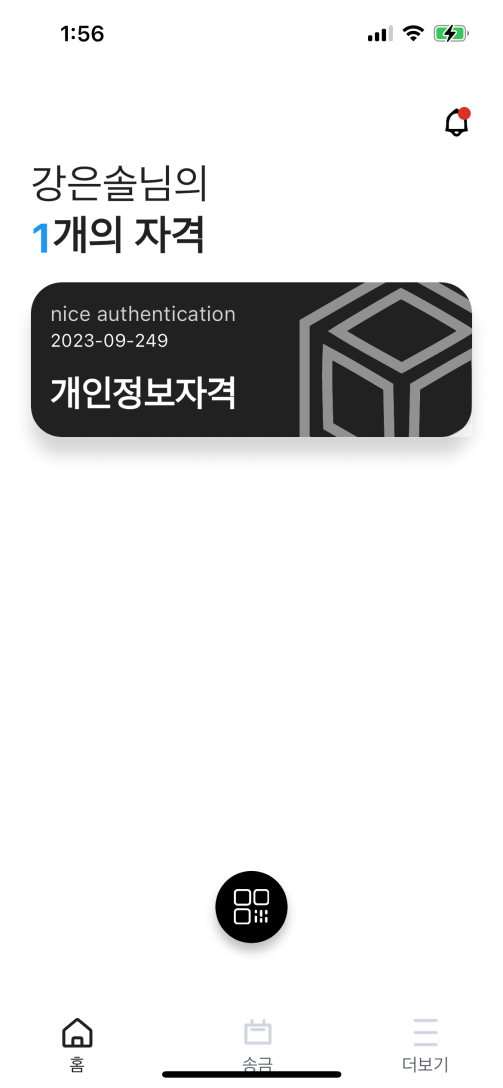 1:56
강은솔님의
1개의 자격
nice authentication
2023-09-249
개인정보자격
홈
송금
더보기